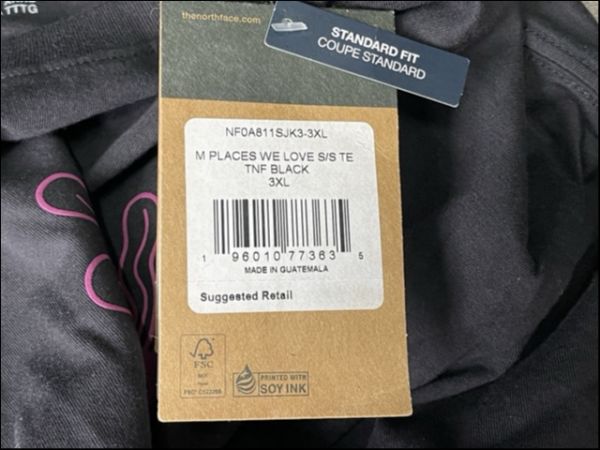 TTTG
thenorthface.com
STANDARD FIT
COUPE STANDARD
NF0A811SJK3-3XL
M PLACES WE LOVE S/S TE
TNF BLACK
3XL
1 96010 77363 5
MADE IN GUATEMALA
Suggested Retail
FSC
PRINTED WITH
SOY INK